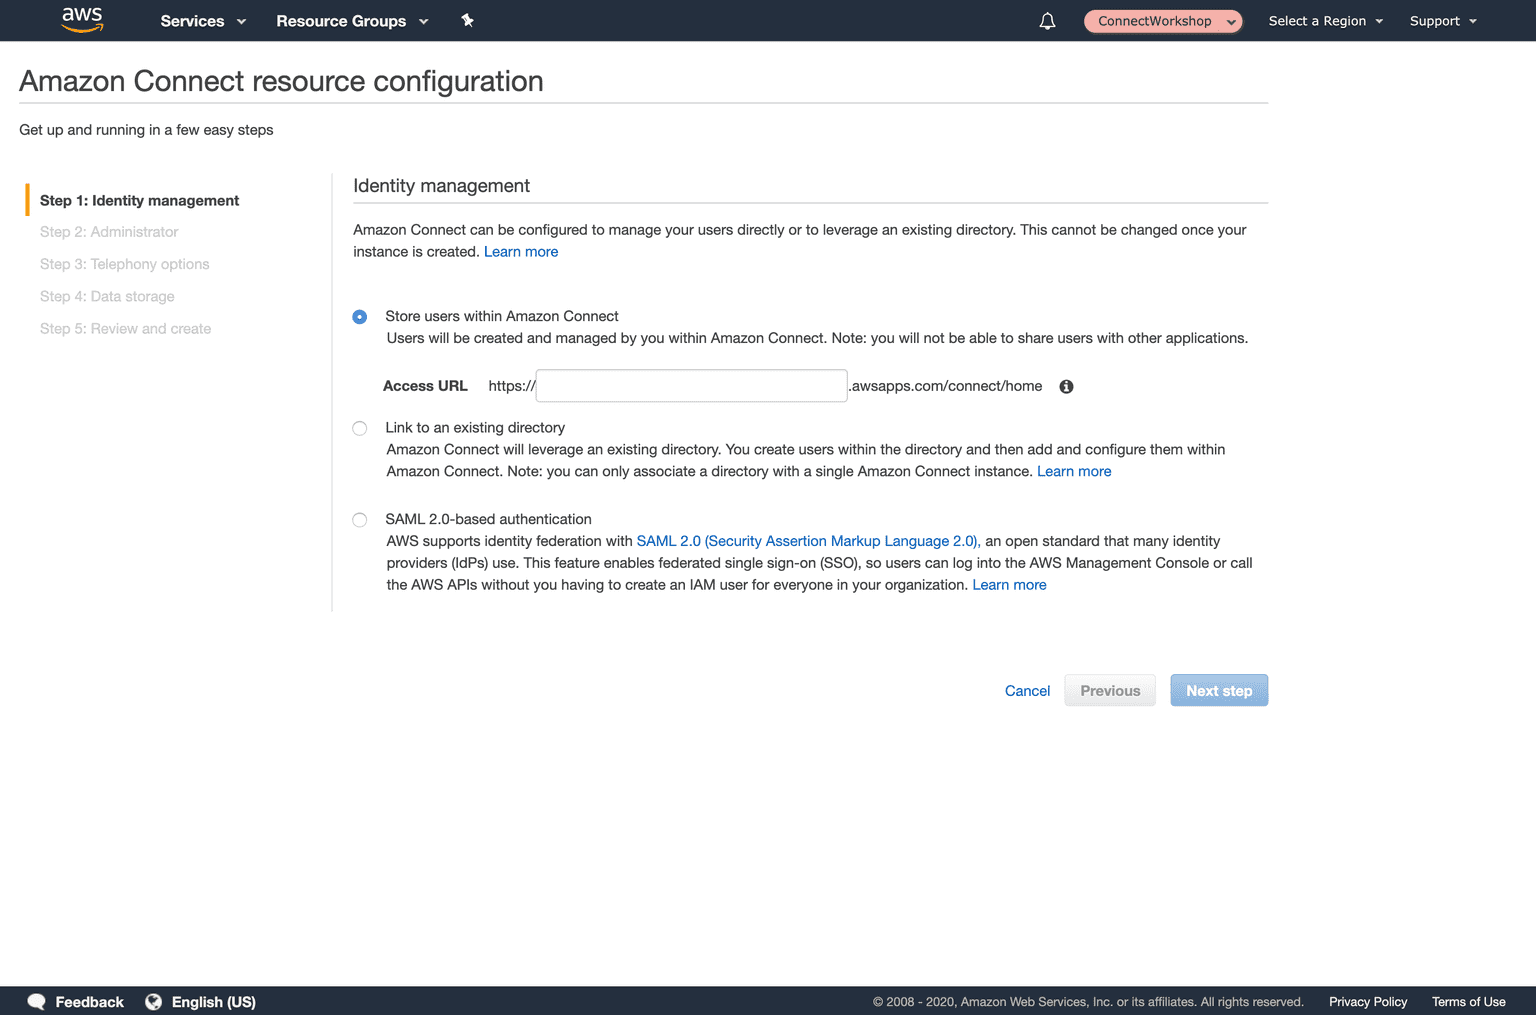 aws Services Resource Groups ConnectWorkshop Select a Region Support
Amazon Connect resource configuration
Get up and running in a few easy steps
Step 1: Identity management
Step 2: Administrator
Step 3: Telephony options
Step 4: Data storage
Step 5: Review and create
Identity management
Amazon Connect can be configured to manage your users directly or to leverage an existing directory. This cannot be changed once your
instance is created. Learn more
Store users within Amazon Connect
Users will be created and managed by you within Amazon Connect. Note: you will not be able to share users with other applications.
Access URL https:// .awsapps.com/connect/home
Link to an existing directory
Amazon Connect will leverage an existing directory. You create users within the directory and then add and configure them within
Amazon Connect. Note: you can only associate a directory with a single Amazon Connect instance. Learn more
SAML 2.0-based authentication
AWS supports identity federation with SAML 2.0 (Security Assertion Markup Language 2.0), an open standard that many identity
providers (IdPs) use. This feature enables federated single sign-on (SSO), so users can log into the AWS Management Console or call
the AWS APIs without you having to create an IAM user for everyone in your organization. Learn more
Cancel Previous Next step
Feedback English (US) © 2008 - 2020, Amazon Web Services, Inc. or its affiliates. All rights reserved. Privacy Policy Terms of Use